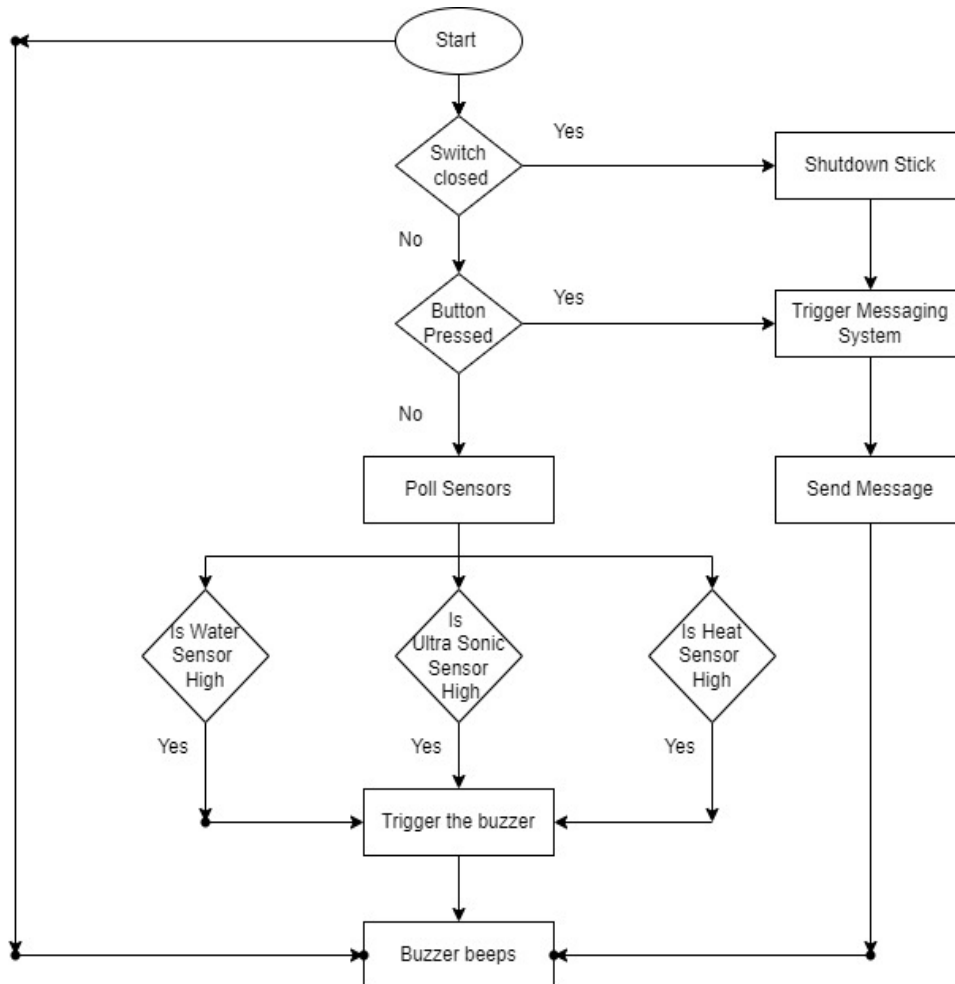 Start
Switch
closed
Yes
Shutdown Stick
No
Button
Pressed
Yes
Trigger Messaging
System
No
Poll Sensors
Send Message
Is Water
Sensor
High
Is
Ultra Sonic
Sensor
High
Is Heat
Sensor
High
Yes
Yes
Yes
Trigger the buzzer
Buzzer beeps